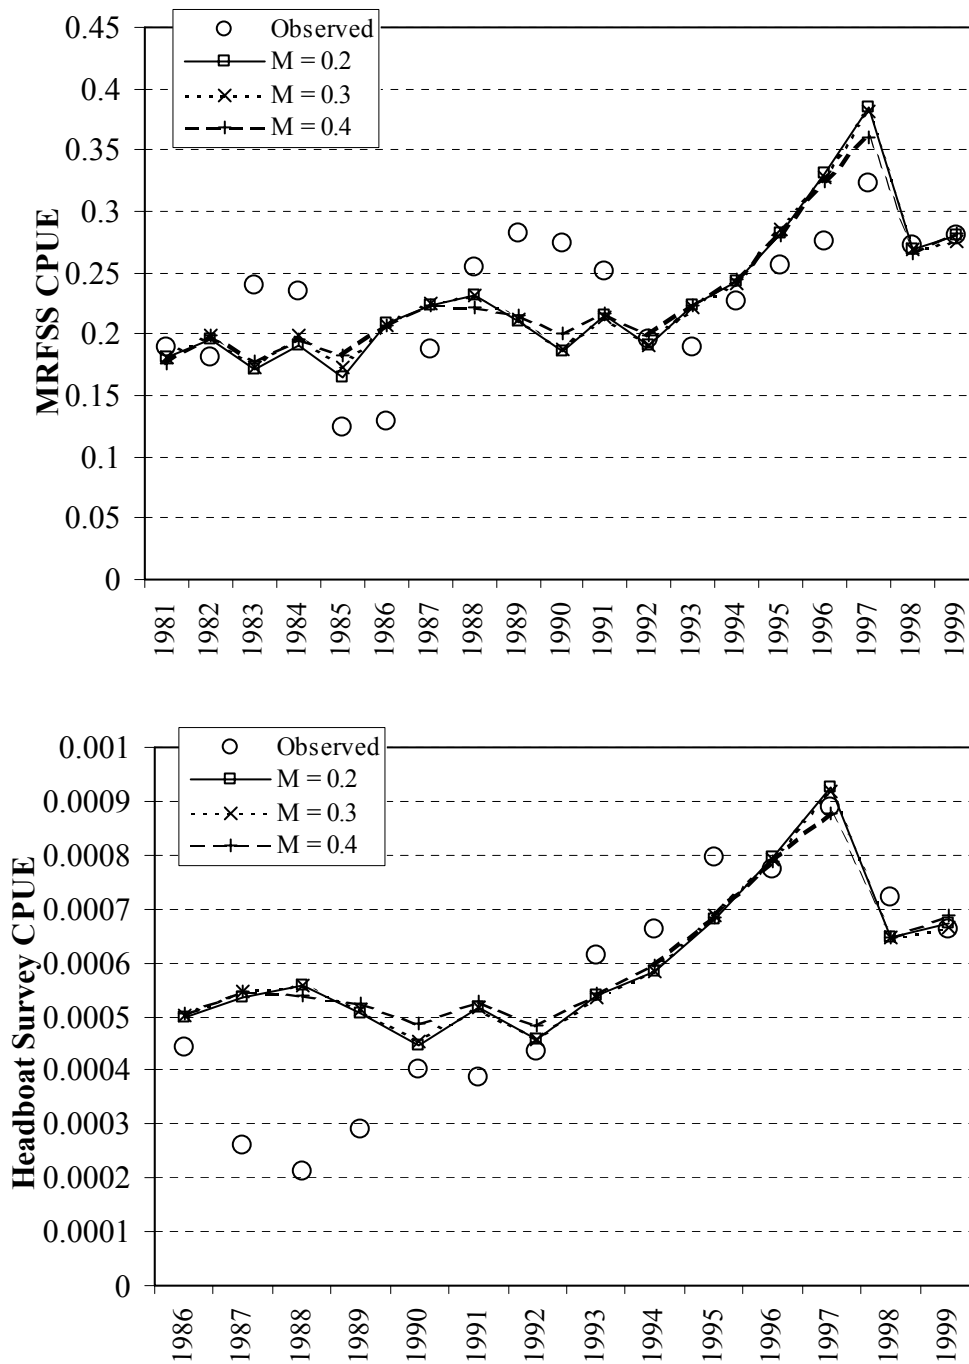 Observed
M = 0.2
M = 0.3
M = 0.4
MRFSS CPUE
0.45
0.4
0.35
0.3
0.25
0.2
0.15
0.1
0.05
0
1981 1982 1983 1984 1985 1986 1987 1988 1989 1990 1991 1992 1993 1994 1995 1996 1997 1998 1999
Observed
M = 0.2
M = 0.3
M = 0.4
Headboat Survey CPUE
0.001
0.0009
0.0008
0.0007
0.0006
0.0005
0.0004
0.0003
0.0002
0.0001
0
1986 1987 1988 1989 1990 1991 1992 1993 1994 1995 1996 1997 1998 1999